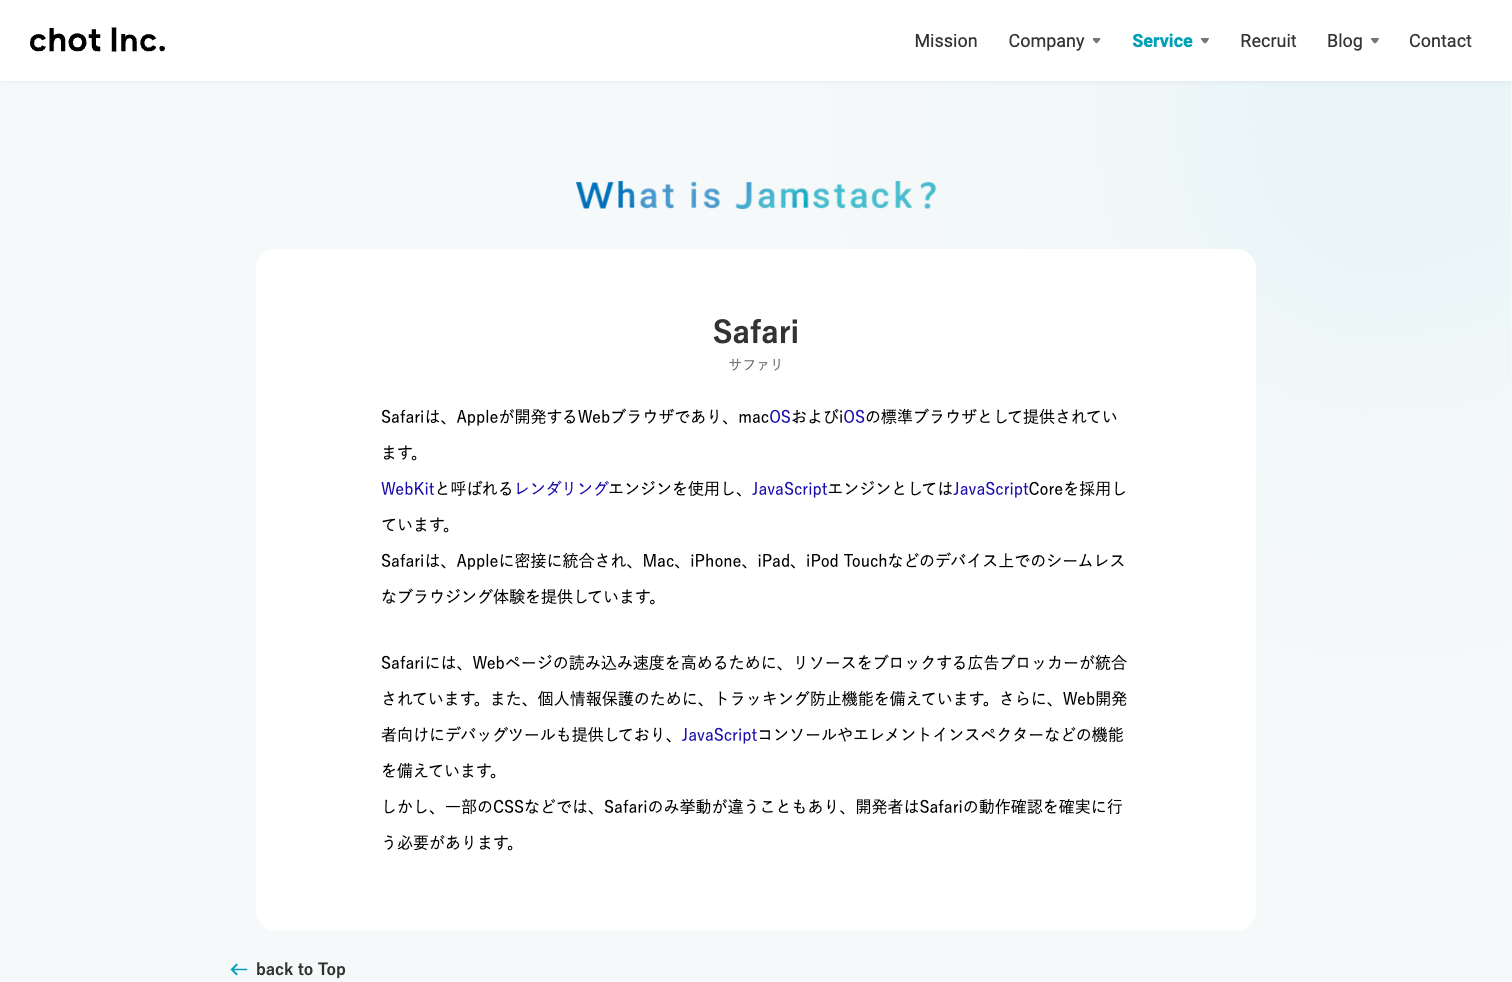 chot Inc.
Mission Company Service Recruit Blog Contact
What is Jamstack?
Safari
サファリ
Safariは、Appleが開発するWebブラウザであり、macOSおよびiOSの標準ブラウザとして提供されてい
ます。
WebKitと呼ばれるレンダリングエンジンを使用し、JavaScriptエンジンとしてはJavaScriptCoreを採用し
ています。
Safariは、Appleに密接に統合され、Mac、iPhone、iPad、iPod Touchなどのデバイス上でのシームレス
なブラウジング体験を提供しています。
Safariには、Webページの読み込み速度を高めるために、リソースをブロックする広告ブロッカーが統合
されています。また、個人情報保護のために、トラッキング防止機能を備えています。さらに、Web開発
者向けにデバッグツールも提供しており、JavaScriptコンソールやエレメントインスペクターなどの機能
を備えています。
しかし、一部のCSSなどでは、Safariのみ挙動が違うこともあり、開発者はSafariの動作確認を確実に行
う必要があります。
back to Top